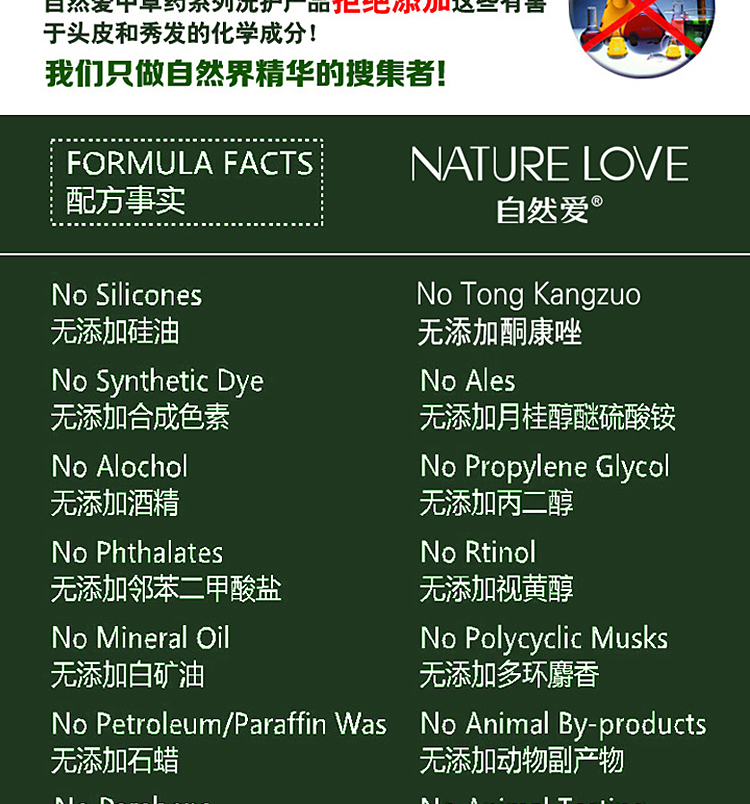 自然爱中草药系列洗护产品拒绝添加这些有害
于头皮和秀发的化学成分！
我们只做自然界精华的搜集者！
FORMULA FACTS
配方事实
NATURE LOVE
自然爱®
No Silicones
无添加硅油
No Tong Kangzuo
无添加酮康唑
No Synthetic Dye
无添加合成色素
No Ales
无添加月桂醇醚硫酸铵
No Alochol
无添加酒精
No Propylene Glycol
无添加丙二醇
No Phthalates
无添加邻苯二甲酸盐
No Rtinol
无添加视黄醇
No Mineral Oil
无添加白矿油
No Polycyclic Musks
无添加多环麝香
No Petroleum/Paraffin Was
无添加石蜡
No Animal By-products
无添加动物副产物